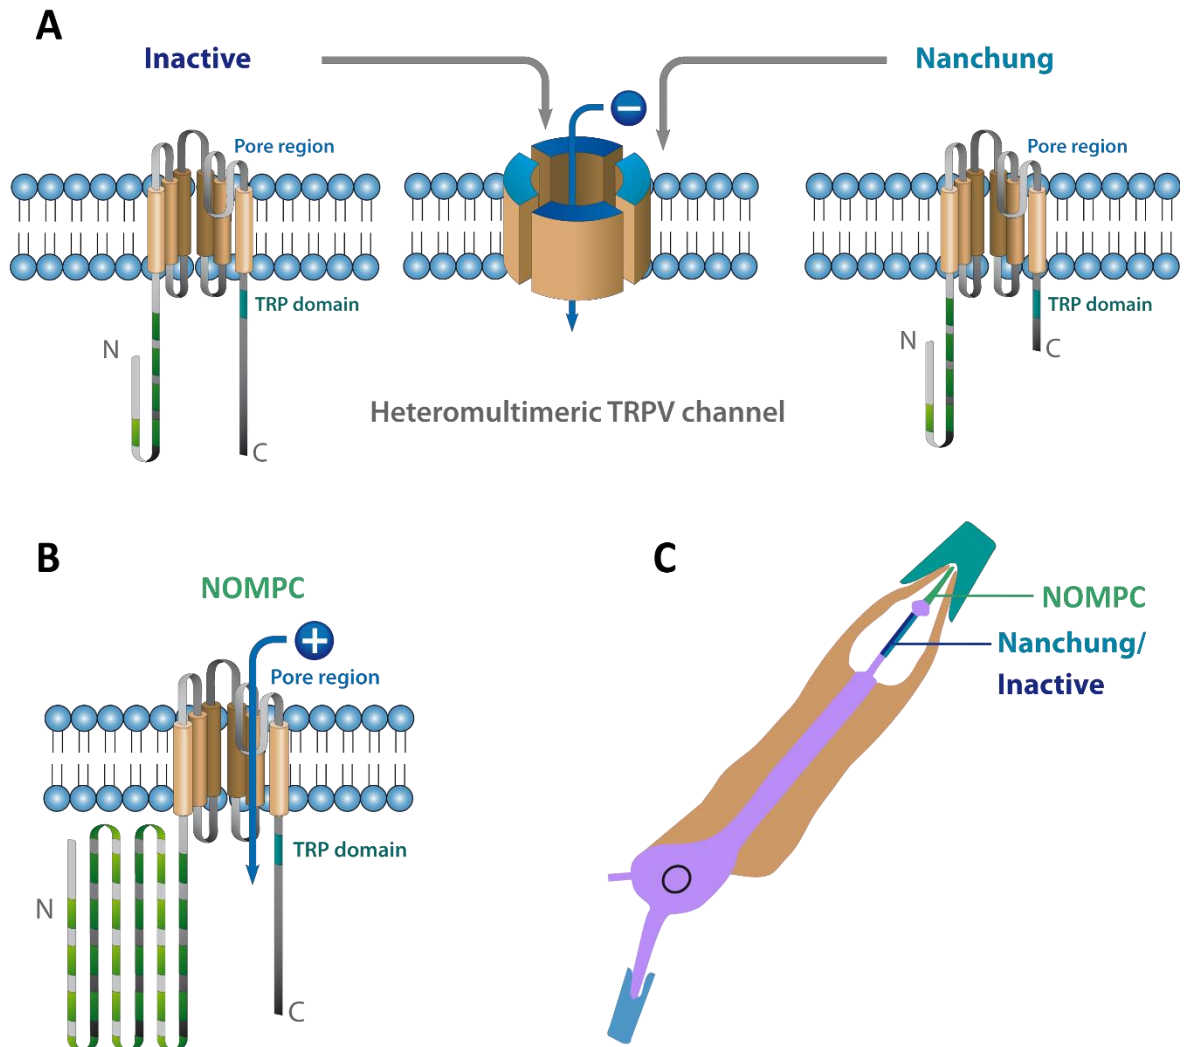 A
Inactive
Nanchung
−
Pore region
Pore region
TRP domain
TRP domain
N
N
C
C
Heteromultimeric TRPV channel
B
C
NOMPC
NOMPC
+
Nanchung/
Inactive
Pore region
TRP domain
N
C